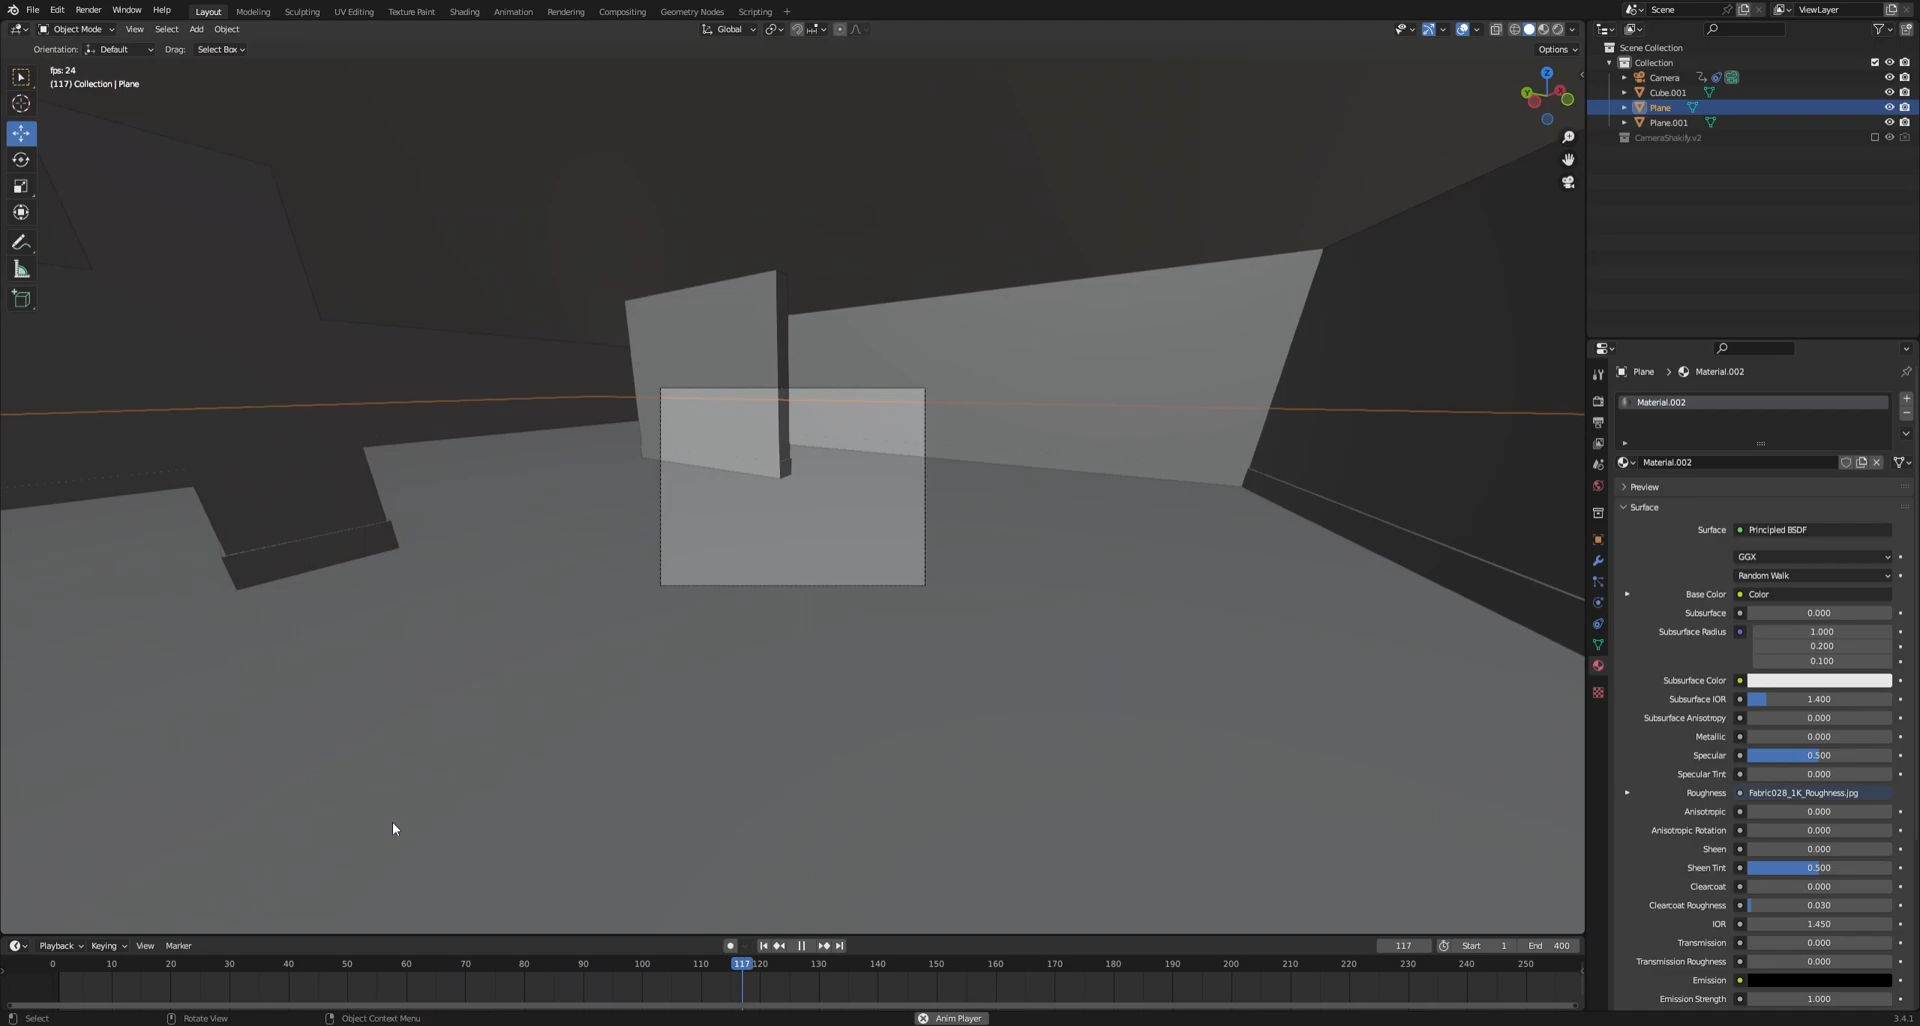 File Edit Render Window Help Layout Modeling Sculpting UV Editing Texture Paint Shading Animation Rendering Compositing Geometry Nodes Scripting + Scene ViewLayer
Object Mode View Select Add Object Global
Orientation: Default Drag: Select Box Options
fps: 24
(117) Collection | Plane
Z
Y
X
Scene Collection
Collection
Camera
Cube.001
Plane
Plane.001
CameraShakify.v2
Plane > Material.002
Material.002
Material.002
Preview
Surface
Surface Principled BSDF
GGX
Random Walk
Base Color Color
Subsurface 0.000
Subsurface Radius 1.000
0.200
0.100
Subsurface Color
Subsurface IOR 1.400
Subsurface Anisotropy 0.000
Metallic 0.000
Specular 0.500
Specular Tint 0.000
Roughness Fabric028_1K_Roughness.jpg
Anisotropic 0.000
Anisotropic Rotation 0.000
Sheen 0.000
Sheen Tint 0.500
Clearcoat 0.000
Clearcoat Roughness 0.030
IOR 1.450
Transmission 0.000
Transmission Roughness 0.000
Emission
Emission Strength 1.000
Playback Keying View Marker 117 Start 1 End 400
0 10 20 30 40 50 60 70 80 90 100 110 117 120 130 140 150 160 170 180 190 200 210 220 230 240 250
Select Rotate View Object Context Menu Anim Player 3.4.1